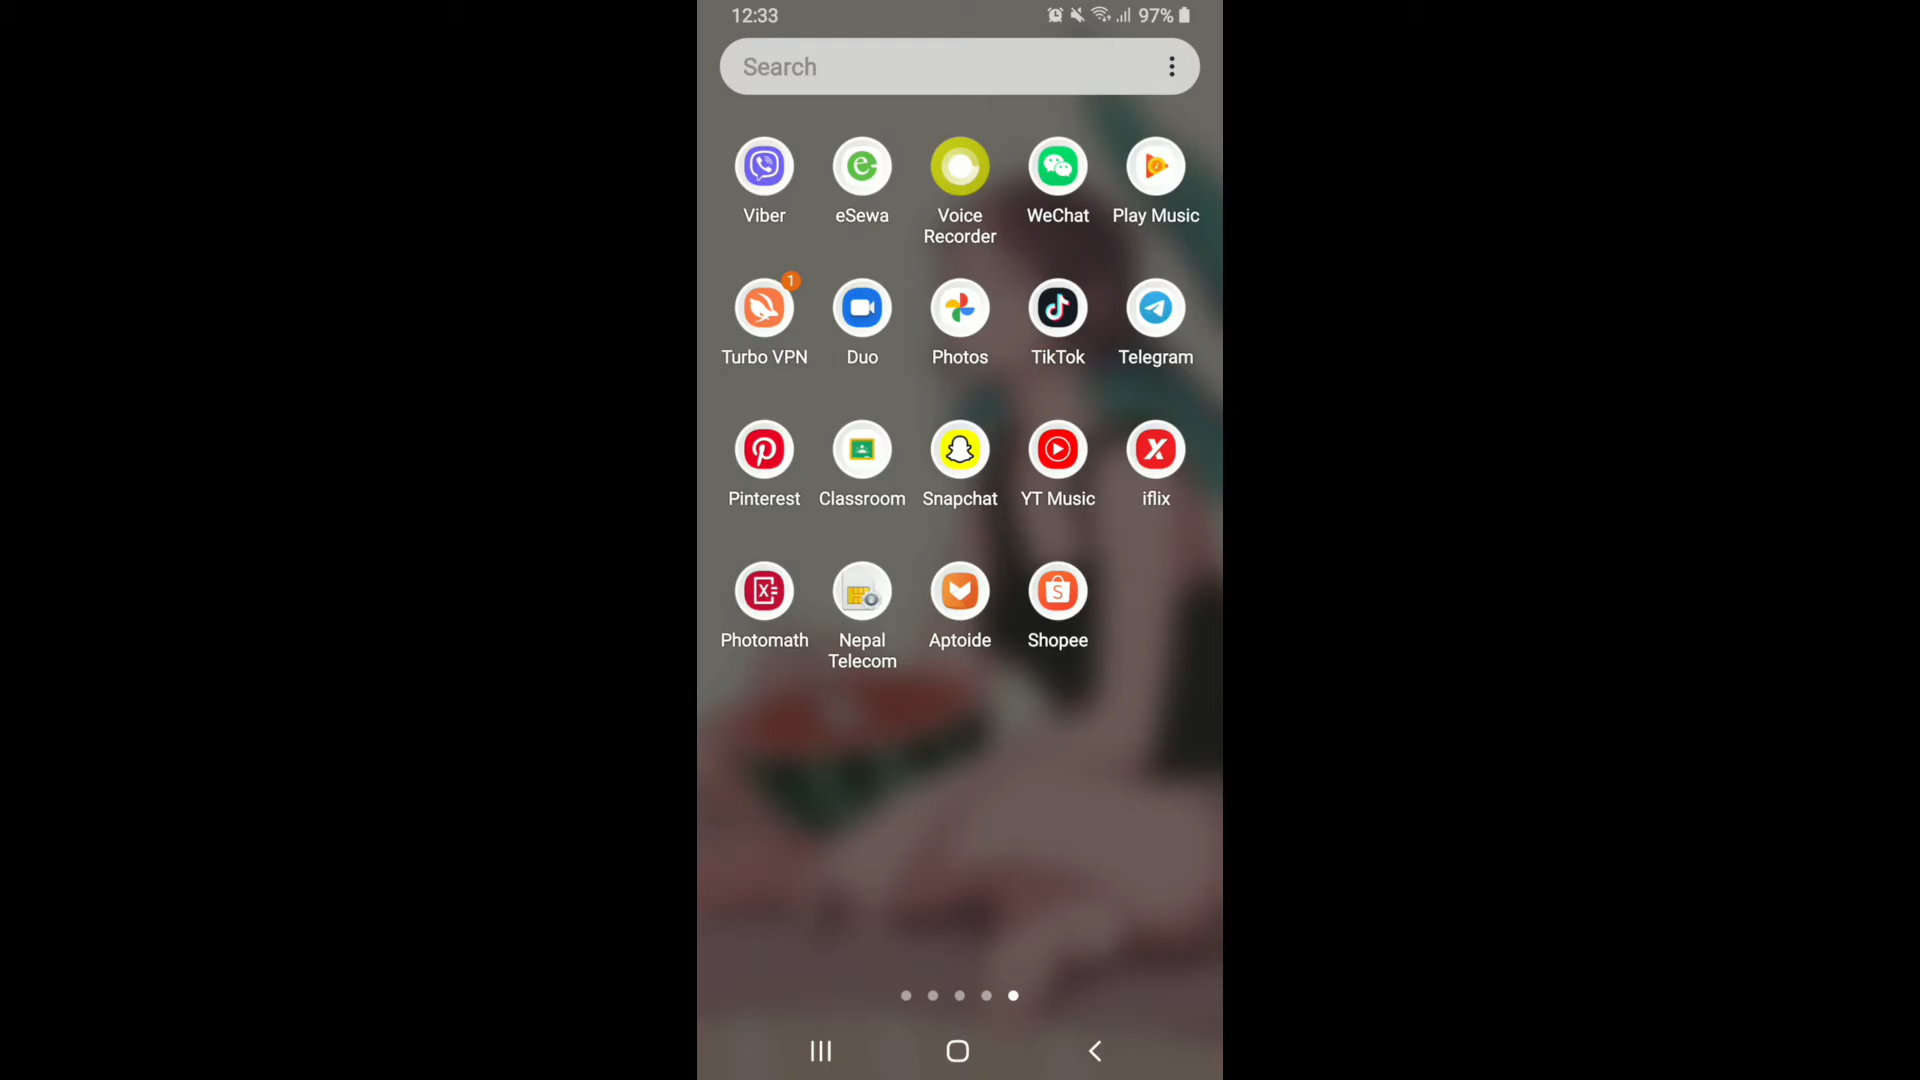 12:33
97%
Search
Viber
eSewa
Voice
Recorder
WeChat
Play Music
1
Turbo VPN
Duo
Photos
TikTok
Telegram
Pinterest
Classroom
Snapchat
YT Music
iflix
Photomath
Nepal
Telecom
Aptoide
Shopee